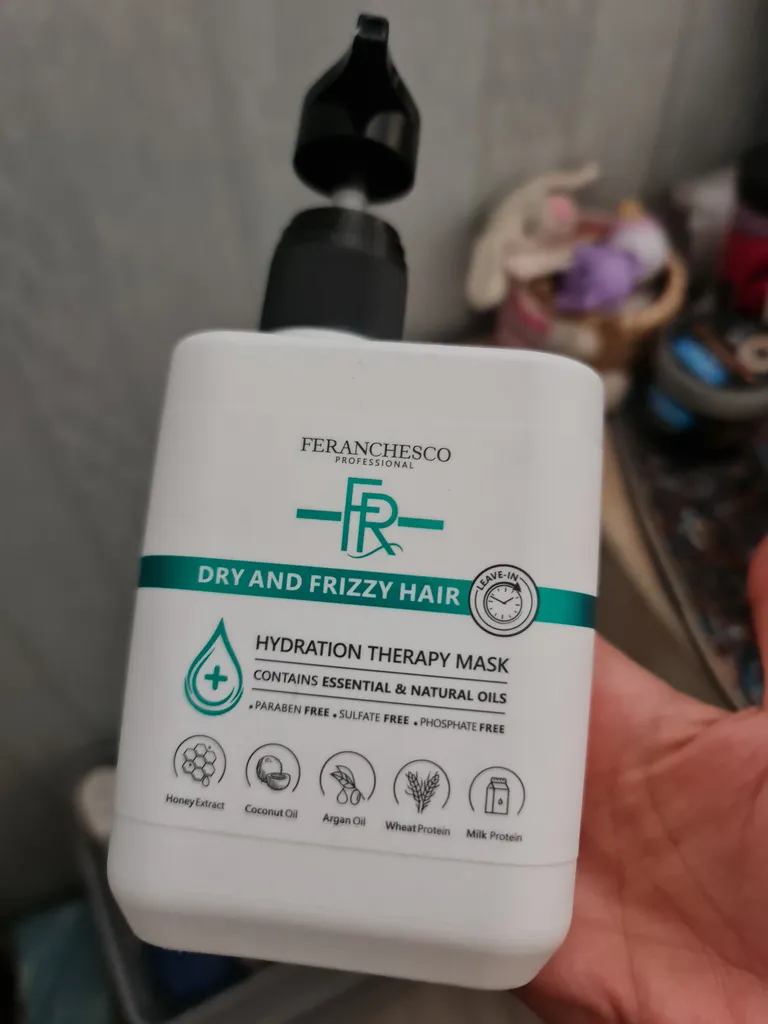 FERANCHESCO
PROFESSIONAL
FR
DRY AND FRIZZY HAIR
LEAVE-IN
HYDRATION THERAPY MASK
CONTAINS ESSENTIAL & NATURAL OILS
• PARABEN FREE • SULFATE FREE • PHOSPHATE FREE
Honey Extract
Coconut Oil
Argan Oil
Wheat Protein
Milk Protein